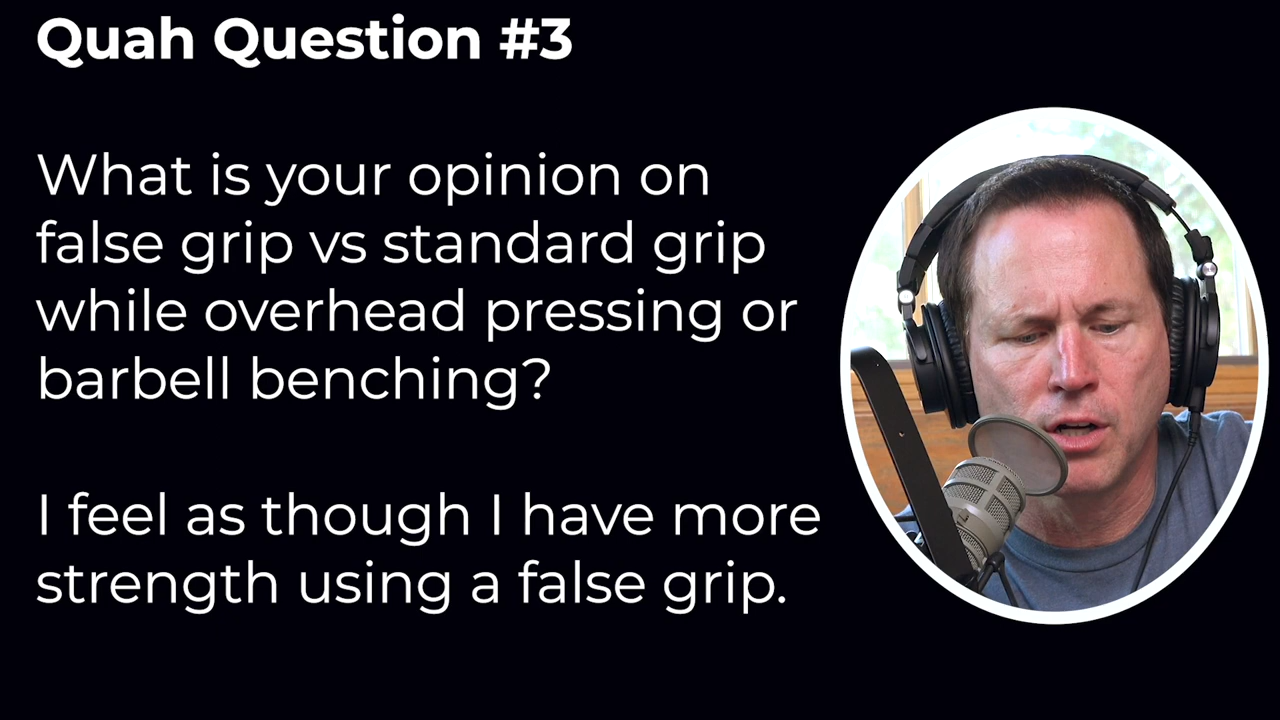 Quah Question #3
What is your opinion on
false grip vs standard grip
while overhead pressing or
barbell benching?
I feel as though I have more
strength using a false grip.